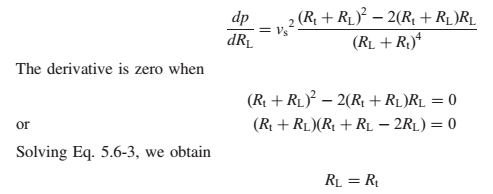 dp/dR_L = v_s² ((R_t + R_L)² − 2(R_t + R_L)R_L)/(R_L + R_t)⁴
The derivative is zero when
(R_t + R_L)² − 2(R_t + R_L)R_L = 0
or (R_t + R_L)(R_t + R_L − 2R_L) = 0
Solving Eq. 5.6-3, we obtain
R_L = R_t